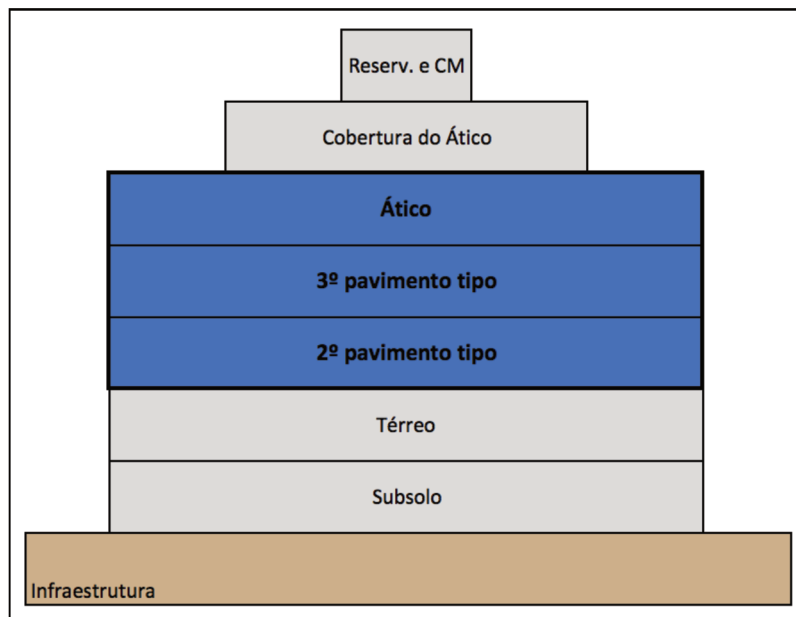 Reserv. e CM
Cobertura do Ático
Ático
3º pavimento tipo
2º pavimento tipo
Térreo
Subsolo
Infraestrutura